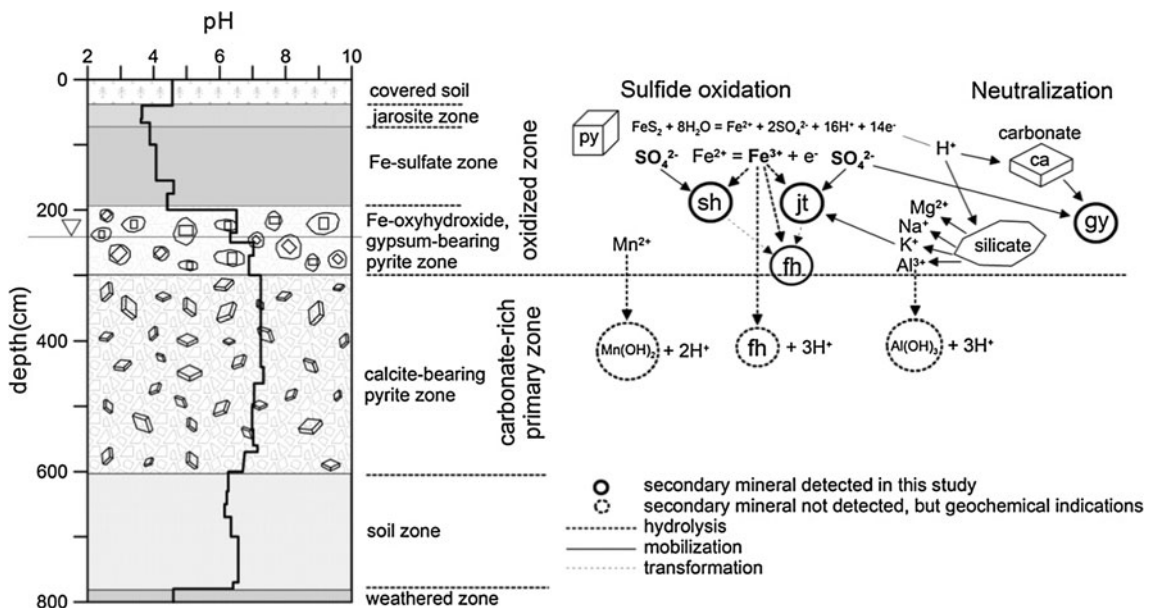 pH
2 4 6 8 10
depth(cm)
0
200
400
600
800
covered soil
jarosite zone
Fe-sulfate zone
Fe-oxyhydroxide,
gypsum-bearing
pyrite zone
calcite-bearing
pyrite zone
soil zone
weathered zone
oxidized zone
carbonate-rich
primary zone
Sulfide oxidation
Neutralization
py
FeS₂ + 8H₂O = Fe²⁺ + 2SO₄²⁻ + 16H⁺ + 14e⁻
SO₄²⁻ Fe²⁺ = Fe³⁺ + e⁻ SO₄²⁻
H⁺
carbonate
ca
sh
jt
gy
fh
Mg²⁺
Na⁺
K⁺
Al³⁺
silicate
Mn²⁺
Mn(OH)₂ + 2H⁺
fh + 3H⁺
Al(OH)₃ + 3H⁺
secondary mineral detected in this study
secondary mineral not detected, but geochemical indications
hydrolysis
mobilization
transformation